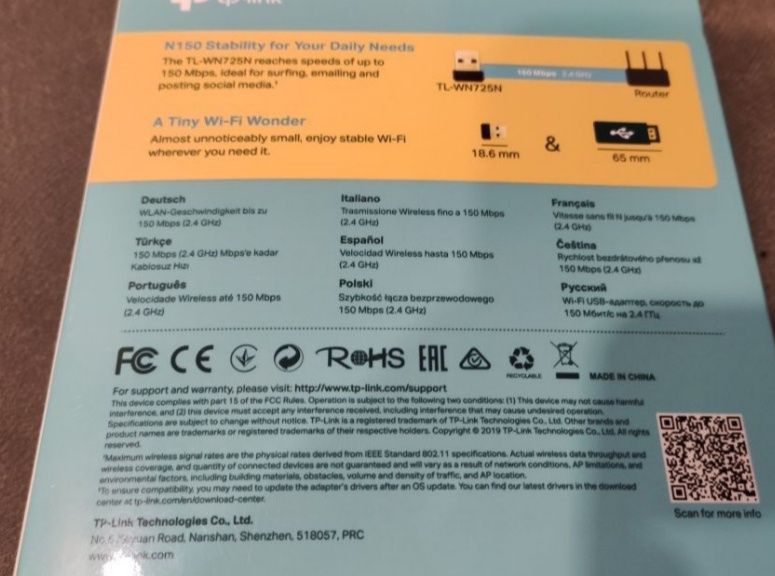 tp-link
N150 Stability for Your Daily Needs
The TL-WN725N reaches speeds of up to
150 Mbps, ideal for surfing, emailing and
posting social media.¹
150 Mbps 2.4 GHz
TL-WN725N
Router
A Tiny Wi-Fi Wonder
Almost unnoticeably small, enjoy stable Wi-Fi
wherever you need it.
18.6 mm
&
65 mm
Deutsch
WLAN-Geschwindigkeit bis zu
150 Mbps (2.4 GHz)
Italiano
Trasmissione Wireless fino a 150 Mbps
(2.4 GHz)
Français
Vitesse sans fil N jusqu'à 150 Mbps
(2.4 GHz)
Türkçe
150 Mbps (2.4 GHz) Mbps'e kadar
Kablosuz Hızı
Español
Velocidad Wireless hasta 150 Mbps
(2.4 GHz)
Čeština
Rychlost bezdrátového přenosu až
150 Mbps (2.4 GHz)
Português
Velocidade Wireless até 150 Mbps
(2.4 GHz)
Polski
Szybkość łącza bezprzewodowego
150 Mbps (2.4 GHz)
Русский
Wi-Fi USB-адаптер, скорость до
150 Мбит/с на 2.4 ГГц
FC CE RoHS EAC
RECYCLABLE
MADE IN CHINA
For support and warranty, please visit: http://www.tp-link.com/support
This device complies with part 15 of the FCC Rules. Operation is subject to the following two conditions: (1) This device may not cause harmful
interference, and (2) this device must accept any interference received, including interference that may cause undesired operation.
Specifications are subject to change without notice. TP-Link is a registered trademark of TP-Link Technologies Co., Ltd. Other brands and
product names are trademarks or registered trademarks of their respective holders. Copyright © 2019 TP-Link Technologies Co., Ltd. All rights
reserved.
¹Maximum wireless signal rates are the physical rates derived from IEEE Standard 802.11 specifications. Actual wireless data throughput and
wireless coverage, and quantity of connected devices are not guaranteed and will vary as a result of network conditions, AP limitations, and
environmental factors, including building materials, obstacles, volume and density of traffic, and AP location.
†To ensure compatibility, you may need to update the adapter's drivers after an OS update. You can find our latest drivers in the download
center at tp-link.com/en/download-center.
Scan for more info
TP-Link Technologies Co., Ltd.
Road, Nanshan, Shenzhen, 518057, PRC